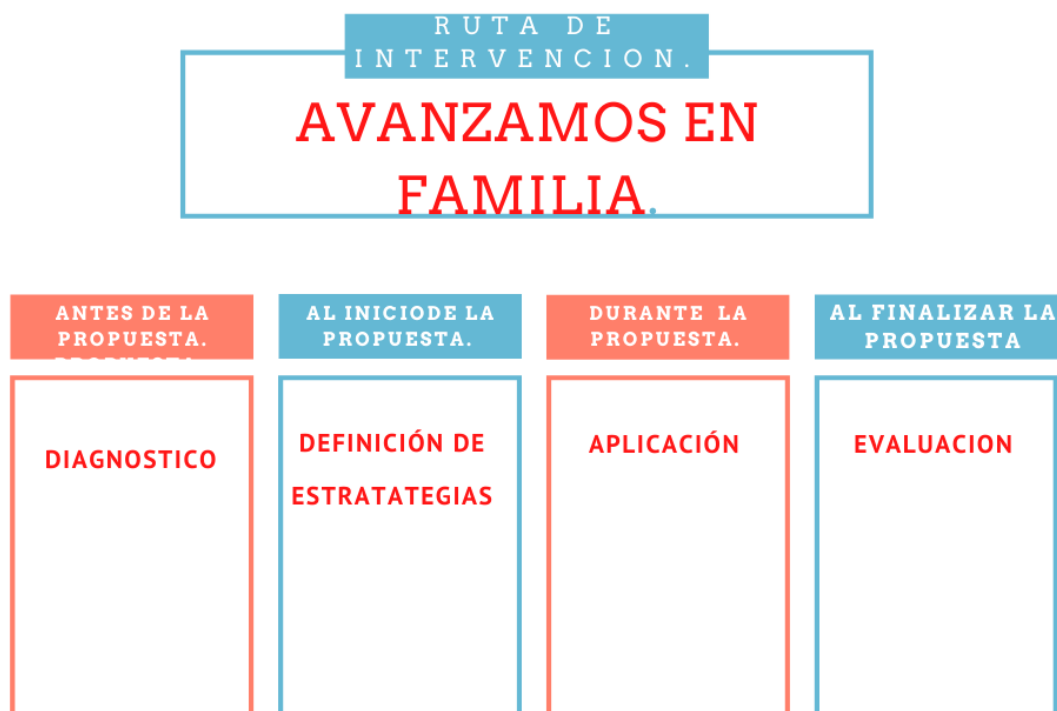 RUTA DE
INTERVENCION.
AVANZAMOS EN
FAMILIA.
ANTES DE LA
PROPUESTA.
AL INICIODE LA
PROPUESTA.
DURANTE LA
PROPUESTA.
AL FINALIZAR LA
PROPUESTA
DIAGNOSTICO
DEFINICIÓN DE
ESTRATATEGIAS
APLICACIÓN
EVALUACION